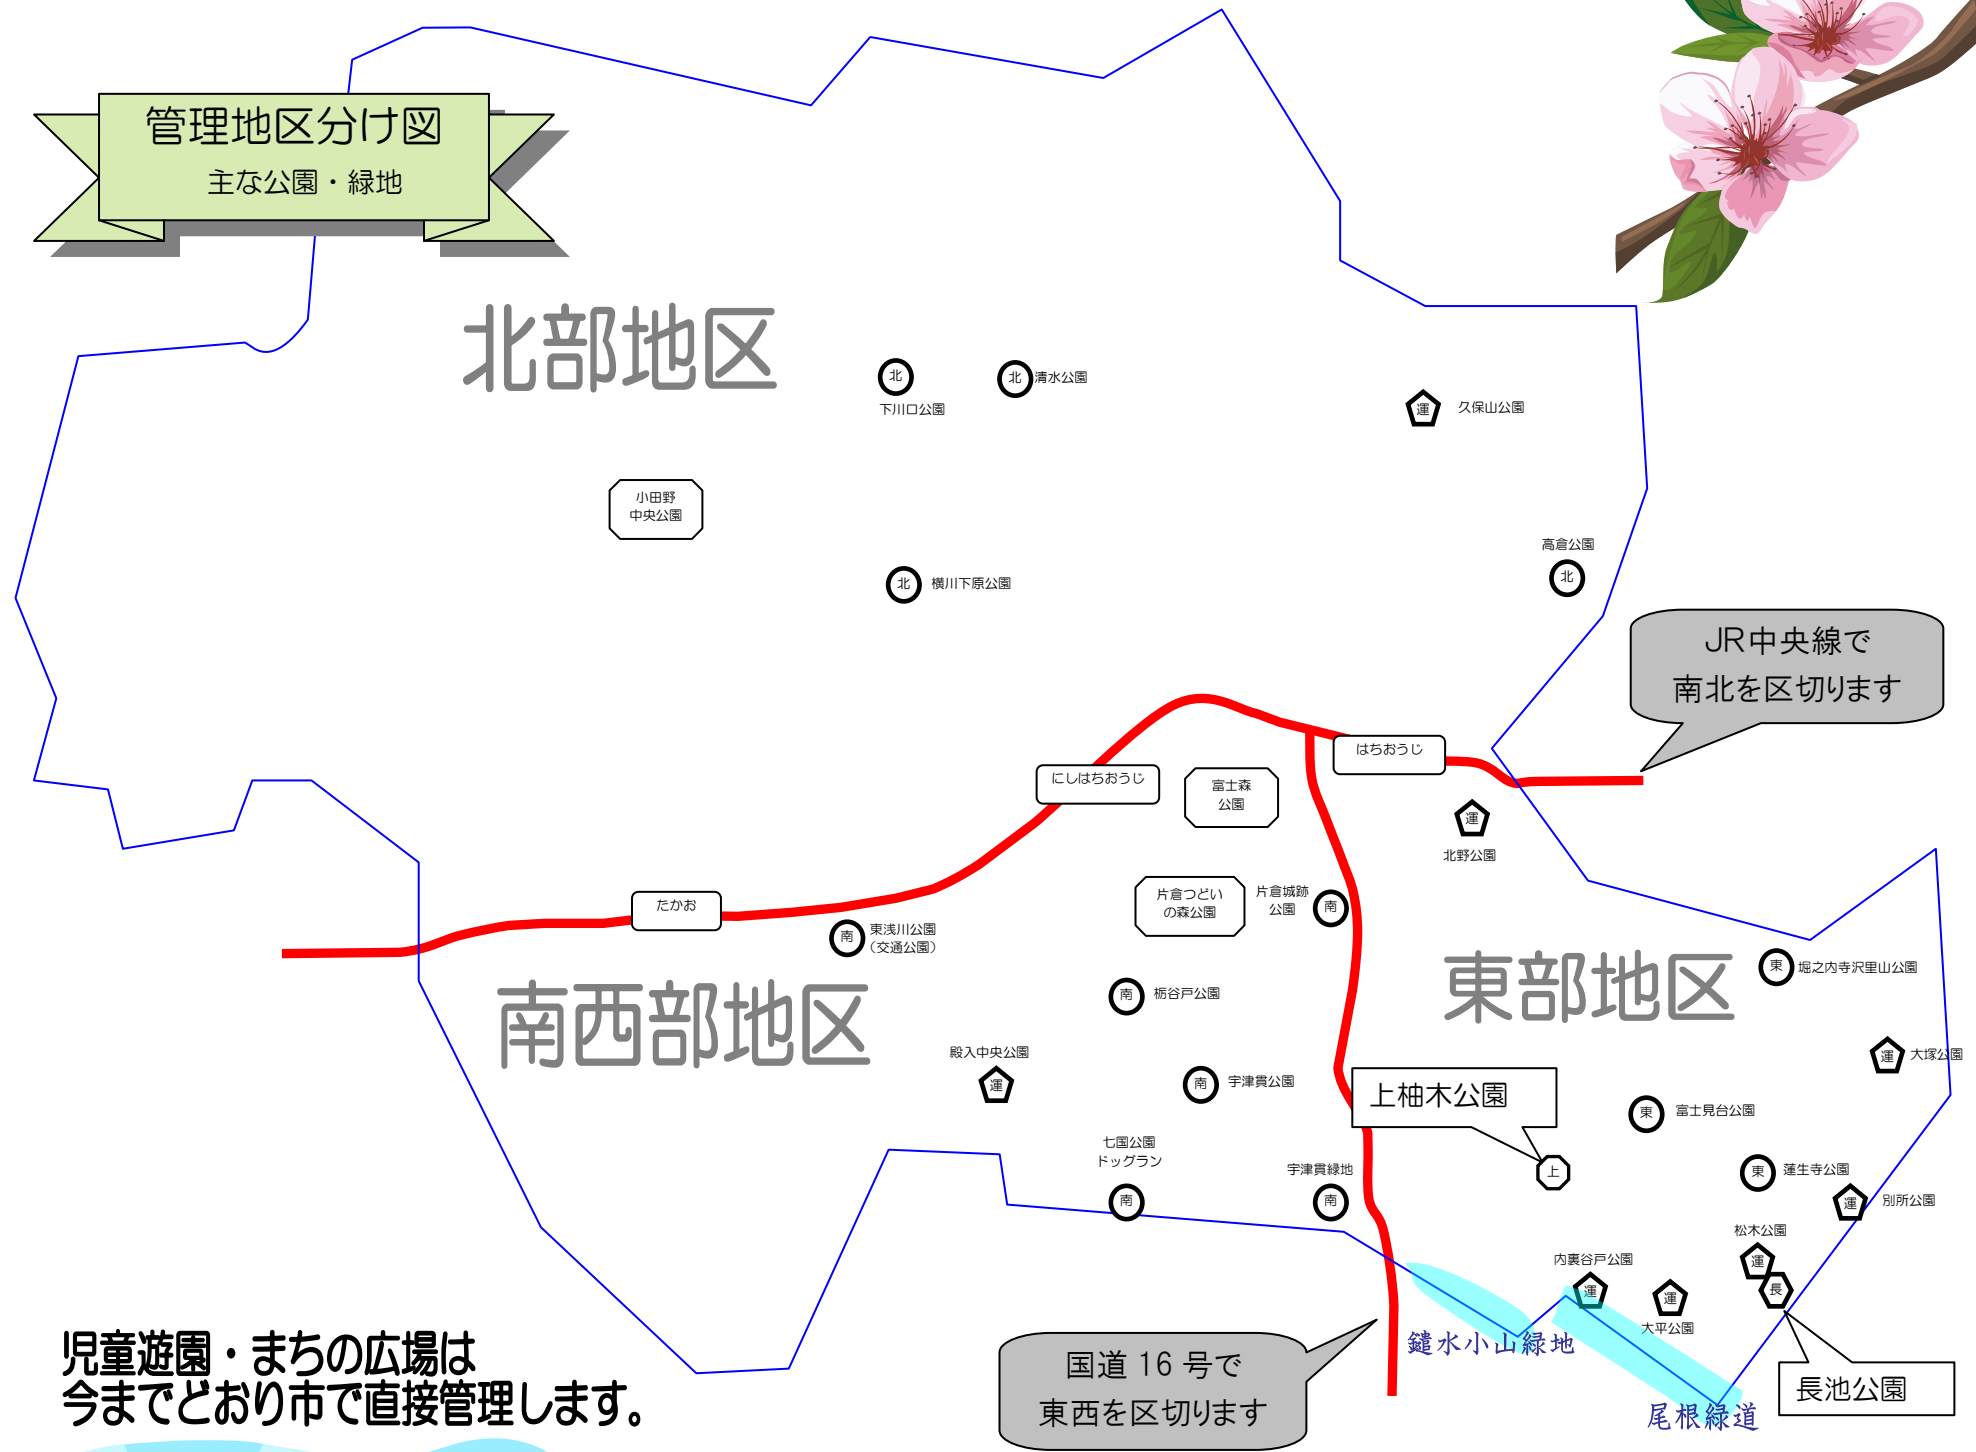 管理地区分け図
主な公園・緑地
北部地区
北
下川口公園
北
清水公園
運
久保山公園
小田野
中央公園
北
横川下原公園
高倉公園
北
JR中央線で
南北を区切ります
はちおうじ
にしはちおうじ
富士森
公園
運
北野公園
たかお
片倉つどい
の森公園
片倉城跡
公園
南
南
東浅川公園
（交通公園）
南西部地区
東部地区
東
堀之内寺沢里山公園
南
栃谷戸公園
殿入中央公園
運
南
宇津貫公園
運
大塚公園
上柚木公園
上
東
富士見台公園
七国公園
ドッグラン
南
宇津貫緑地
南
東
蓮生寺公園
運
別所公園
松木公園
運
長
内裏谷戸公園
運
運
大平公園
鑓水小山緑地
国道 16 号で
東西を区切ります
長池公園
尾根緑道
児童遊園・まちの広場は
今までどおり市で直接管理します。